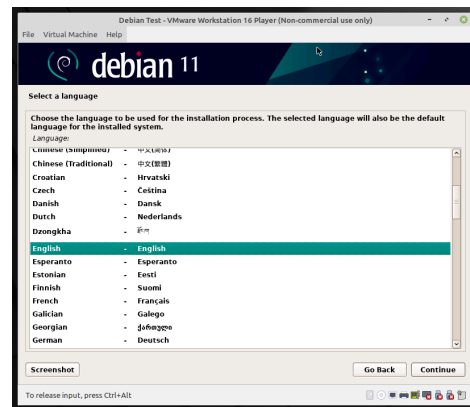 Debian Test - VMware Workstation 16 Player (Non-commercial use only)
File Virtual Machine Help
debian 11
Select a language
Choose the language to be used for the installation process. The selected language will also be the default
language for the installed system.
Language:
Chinese (Simplified) - 中文(简体)
Chinese (Traditional) - 中文(繁體)
Croatian - Hrvatski
Czech - Čeština
Danish - Dansk
Dutch - Nederlands
Dzongkha - རྫོང་ཁ
English - English
Esperanto - Esperanto
Estonian - Eesti
Finnish - Suomi
French - Français
Galician - Galego
Georgian - ქართული
German - Deutsch
Screenshot Go Back Continue
To release input, press Ctrl+Alt